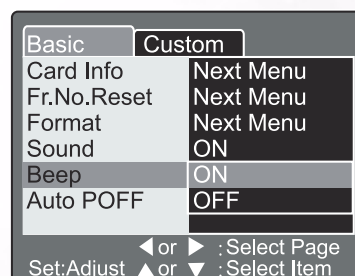 Basic Custom
Card Info Next Menu
Fr.No.Reset Next Menu
Format Next Menu
Sound ON
Beep ON
Auto POFF OFF
◀or ▶ :Select Page
Set:Adjust ▲or ▼ :Select Item